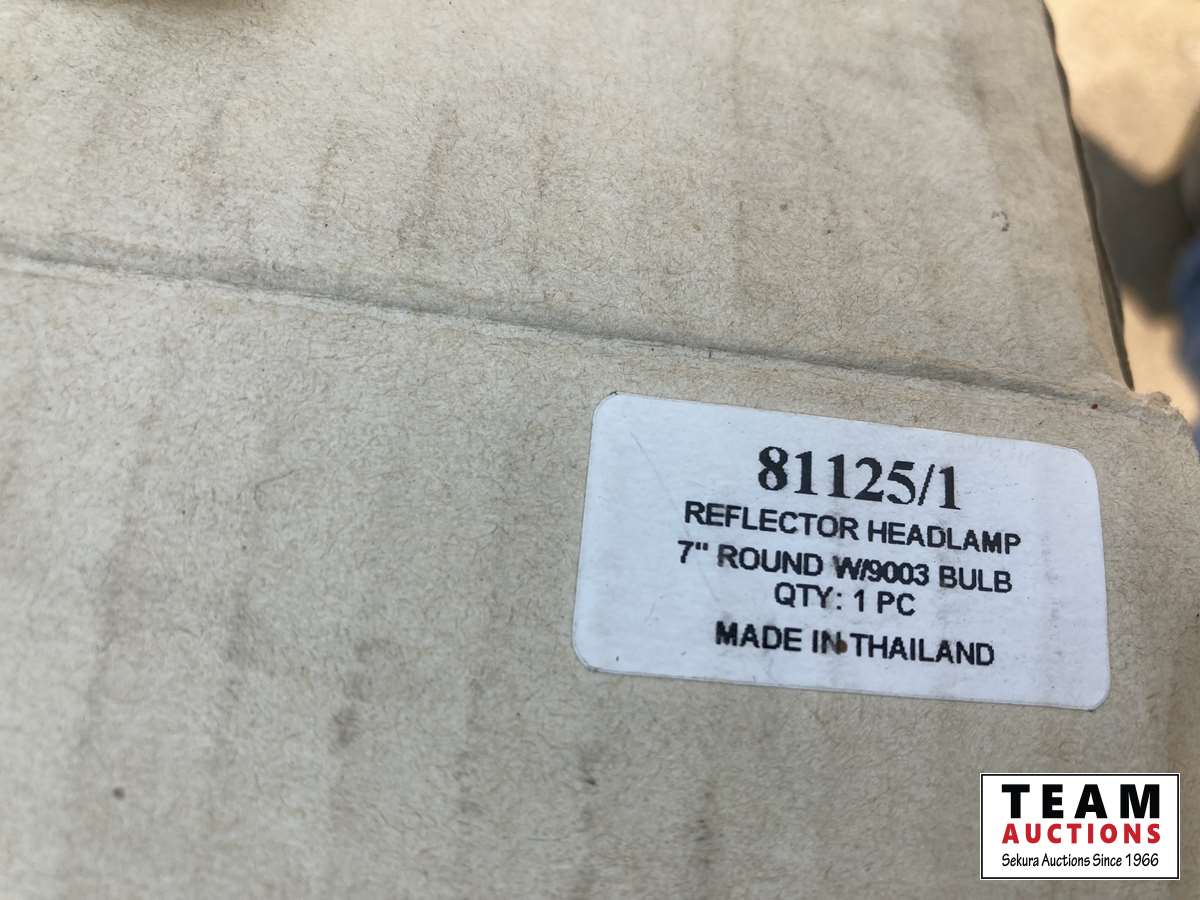 81125/1
REFLECTOR HEADLAMP
7" ROUND W/9003 BULB
QTY: 1 PC
MADE IN THAILAND
TEAM
AUCTIONS
Sekura Auctions Since 1966